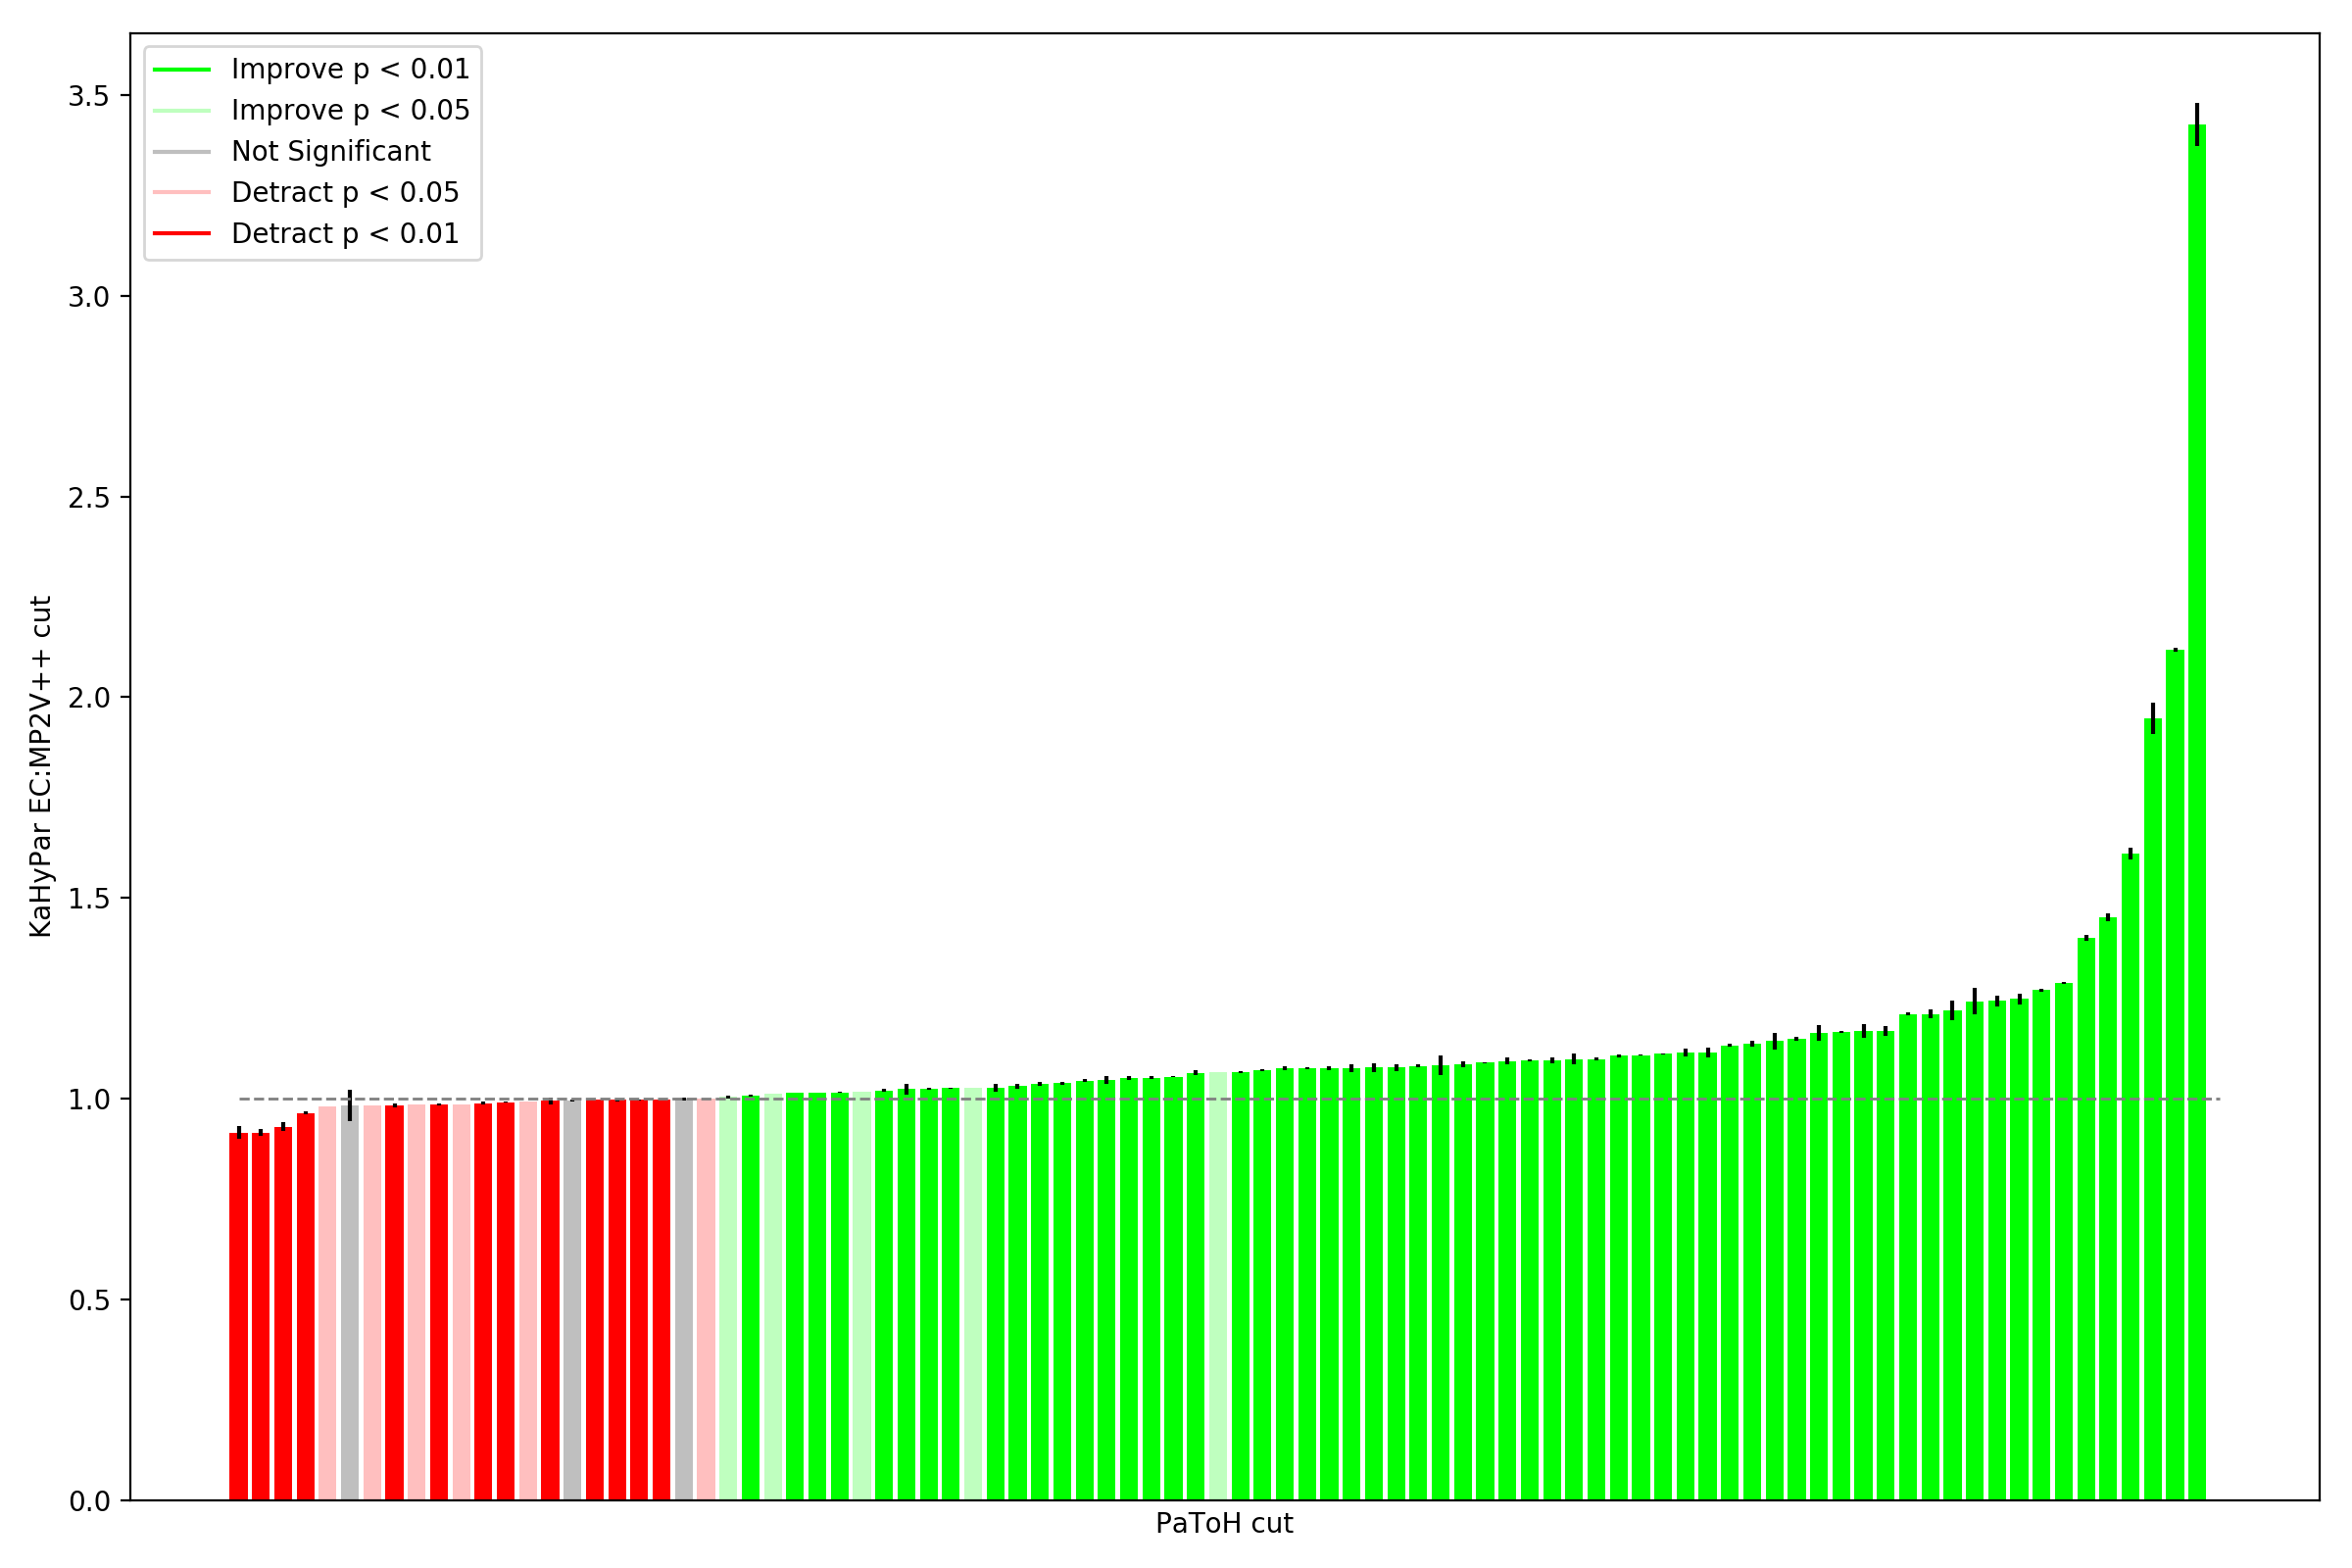 Improve p < 0.01
Improve p < 0.05
Not Significant
Detract p < 0.05
Detract p < 0.01
3.5
3.0
2.5
2.0
1.5
1.0
0.5
0.0
KaHyPar EC:MP2V++ cut
PaToH cut